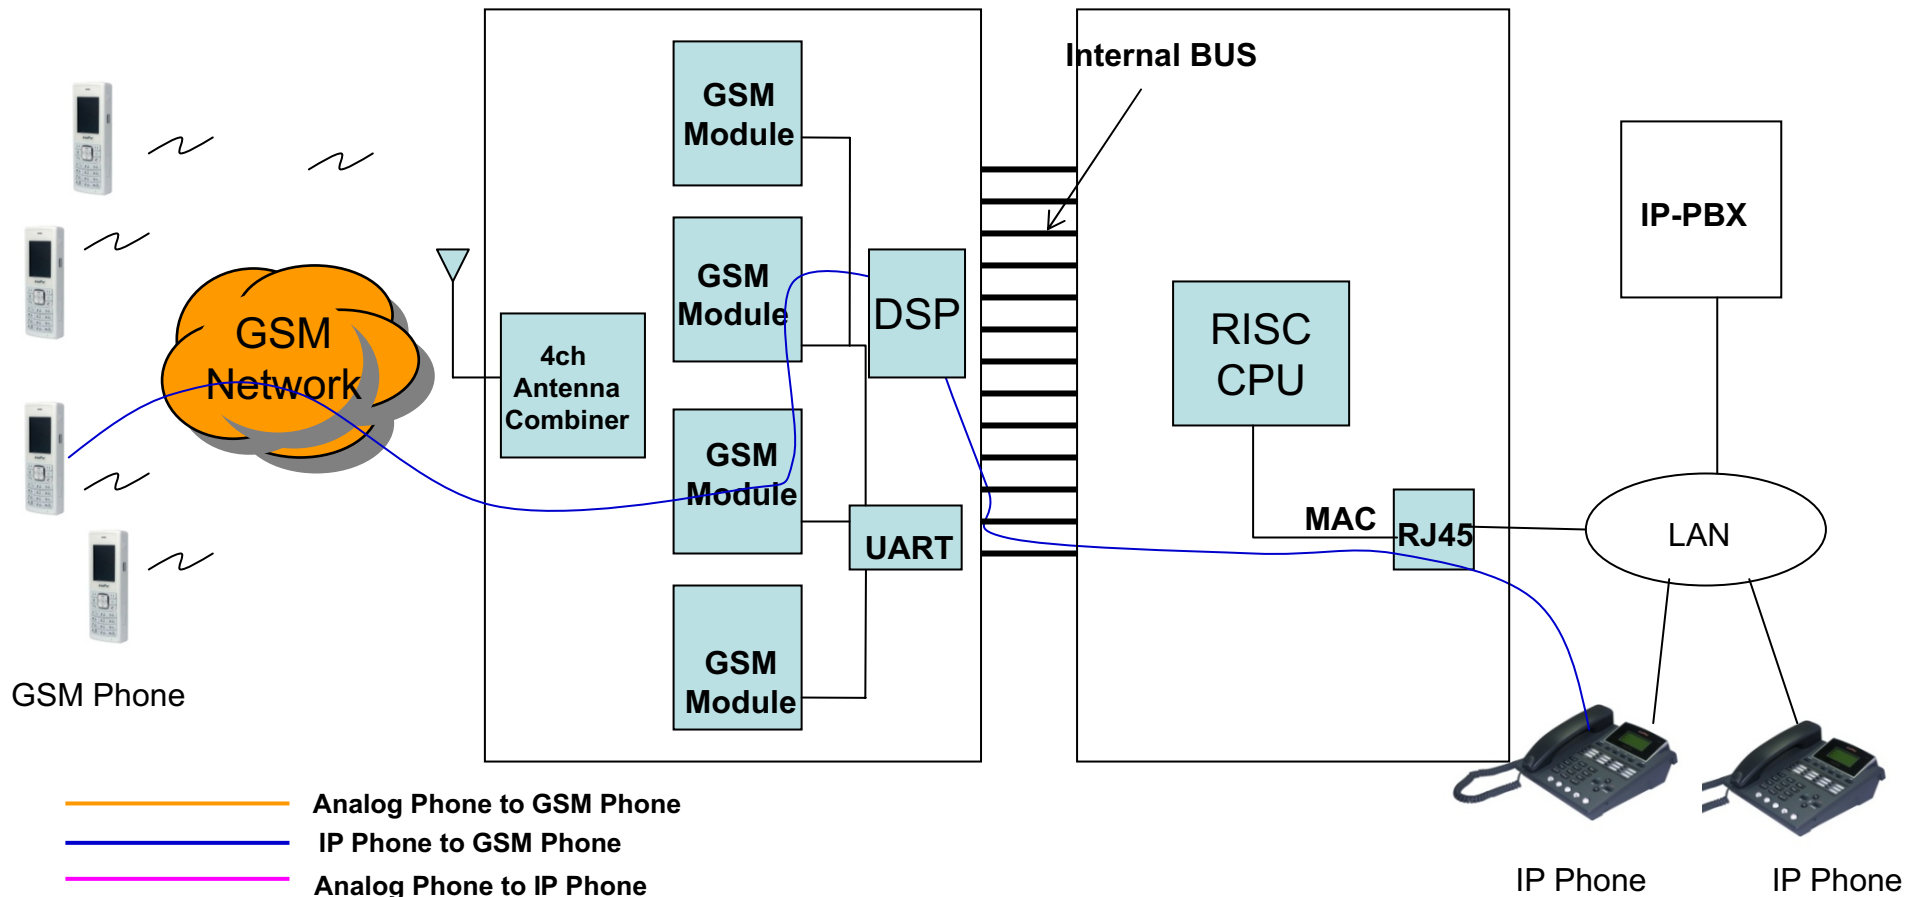 Internal BUS
GSM
Module
GSM
Module
GSM
Module
GSM
Module
DSP
UART
4ch
Antenna
Combiner
GSM
Network
RISC
CPU
MAC
RJ45
IP-PBX
LAN
GSM Phone
Analog Phone to GSM Phone
IP Phone to GSM Phone
Analog Phone to IP Phone
IP Phone
IP Phone